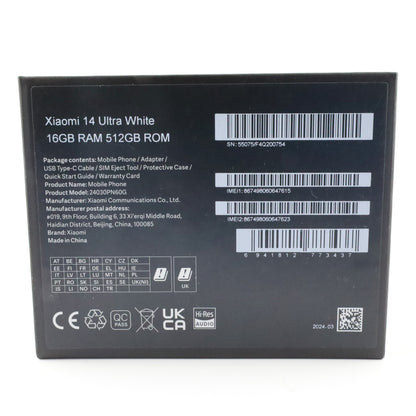 Xiaomi 14 Ultra White
16GB RAM 512GB ROM
Package contents: Mobile Phone / Adapter /
USB Type-C Cable / SIM Eject Tool / Protective Case /
Quick Start Guide / Warranty Card
Product Name: Mobile Phone
Product Model: 24030PN60G
Manufacturer: Xiaomi Communications Co., Ltd.
#019, 9th Floor, Building 6, 33 Xi'erqi Middle Road,
Haidian District, Beijing, China, 100085
Brand: Xiaomi
Made in China
SN: 55075/F4Q200754
IMEI1: 867498060647615
IMEI2: 867498060647623
6 941812 773437
AT BE BG HR CY CZ DK
EE FI FR DE EL HU IE
IT LV LT LU MT NL PL
PT RO SK SI ES SE UK(NI)
IS LI NO CH TR
UK
CE
QC PASS
UK CA
Hi-Res AUDIO
2024.03